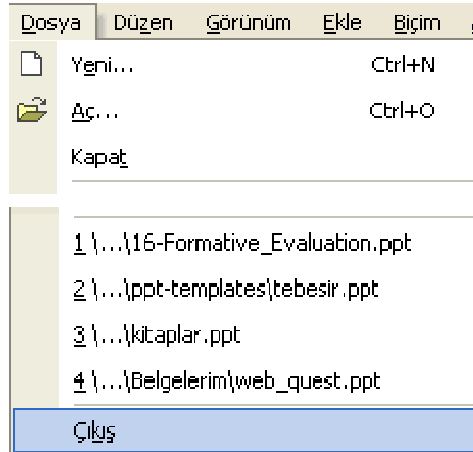 Dosya Düzen Görünüm Ekle Biçim
Yeni... Ctrl+N
Aç... Ctrl+O
Kapat
1 \...\16-Formative_Evaluation.ppt
2 \...\ppt-templates\tebesir.ppt
3 \...\kitaplar.ppt
4 \...\Belgelerim\web_quest.ppt
Çıkış